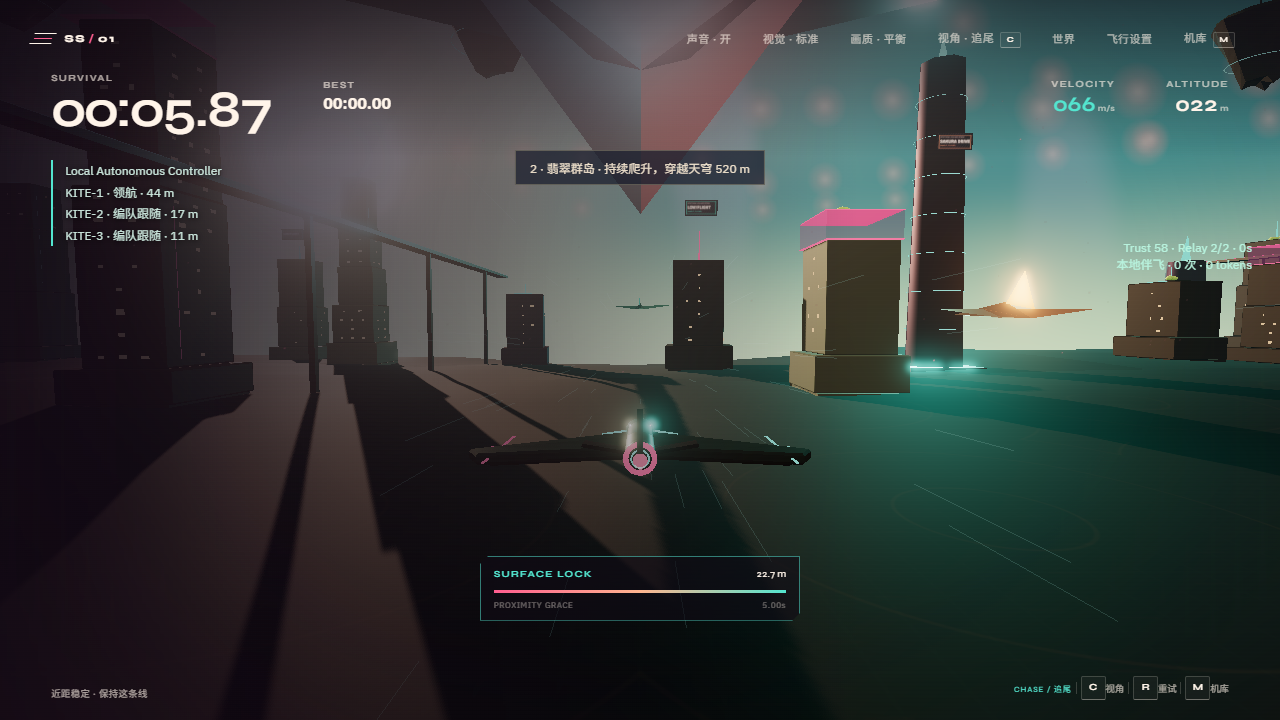 SS / 01
声音 · 开
视觉 · 标准
画质 · 平衡
视角 · 追尾 C
世界
飞行设置
机库 M
SURVIVAL
00:05.87
BEST
00:00.00
VELOCITY
066 m/s
ALTITUDE
022 m
Local Autonomous Controller
KITE-1 · 领航 · 44 m
KITE-2 · 编队跟随 · 17 m
KITE-3 · 编队跟随 · 11 m
2 · 翡翠群岛 · 持续爬升，穿越天穹 520 m
Trust 58 · Relay 2/2 · 0s
本地伴飞 · 0 次 · 0 tokens
SURFACE LOCK
22.7 m
PROXIMITY GRACE
5.00s
近距稳定 · 保持这条线
CHASE / 追尾
C 视角
R 重试
M 机库